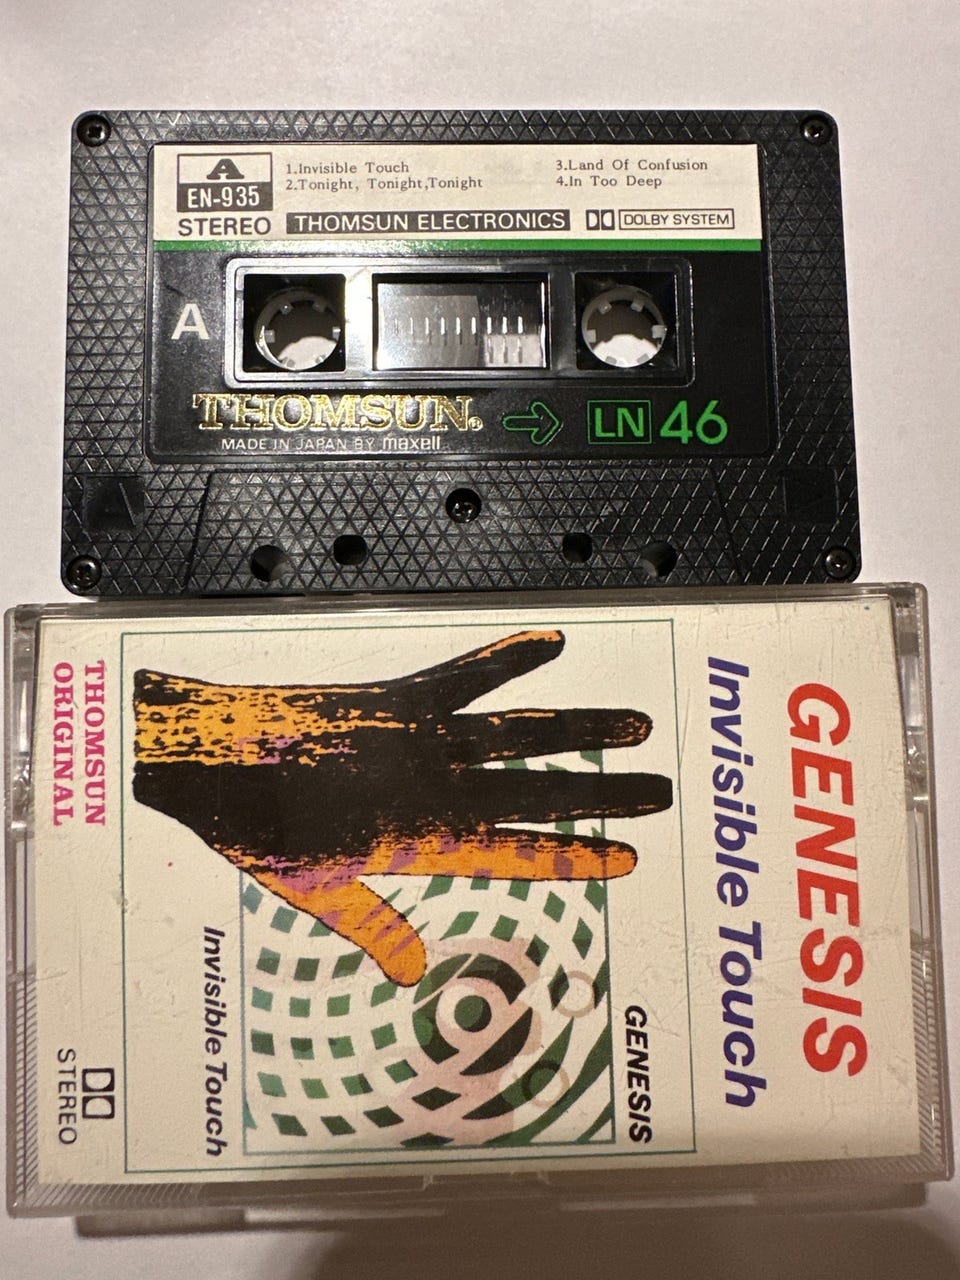 A
EN-935
STEREO
1.Invisible Touch
2.Tonight, Tonight,Tonight
3.Land Of Confusion
4.In Too Deep
THOMSUN ELECTRONICS
DOLBY SYSTEM
A
THOMSUN®
MADE IN JAPAN BY maxell
LN 46
A
GENESIS
Invisible Touch
GENESIS
Invisible Touch
THOMSUN
ORIGINAL
STEREO